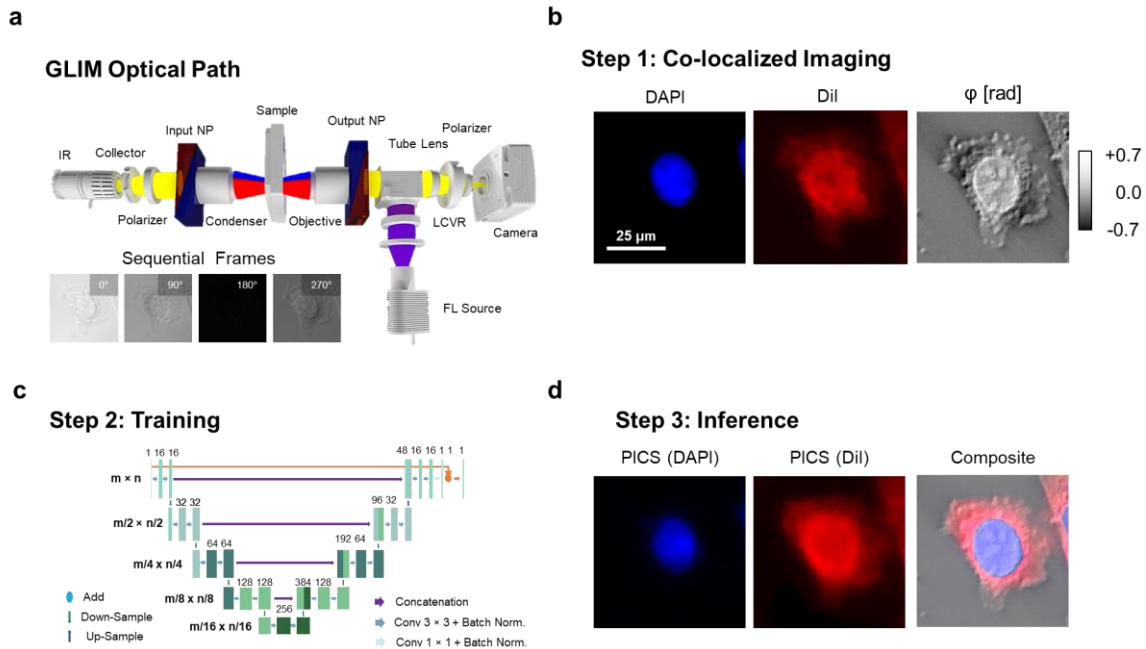 a
GLIM Optical Path
Sample
Input NP
Output NP
Polarizer
Tube Lens
IR
Collector
Polarizer
Condenser
Objective
LCVR
Camera
Sequential Frames
0°
90°
180°
270°
FL Source
b
Step 1: Co-localized Imaging
DAPI
DiI
φ [rad]
25 µm
+0.7
0.0
-0.7
c
Step 2: Training
1 16 16
48 16 16 1 1 1
m × n
32 32
96 32
m/2 × n/2
64 64
192 64
m/4 x n/4
128 128
384 128
m/8 x n/8
256
m/16 x n/16
Add
Down-Sample
Up-Sample
Concatenation
Conv 3 × 3 + Batch Norm.
Conv 1 × 1 + Batch Norm.
d
Step 3: Inference
PICS (DAPI)
PICS (DiI)
Composite